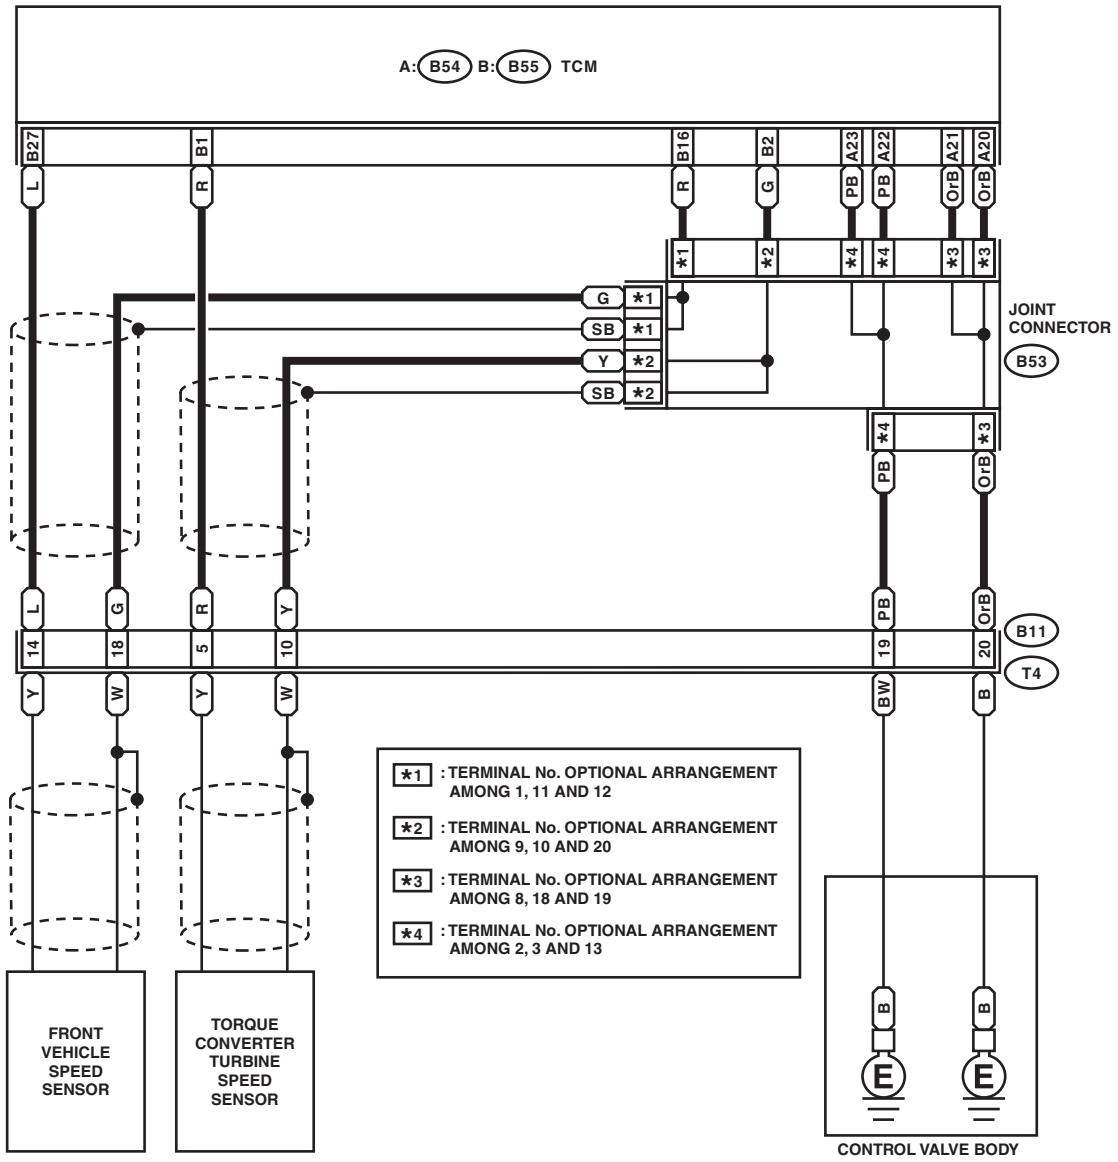 A: B54 B: B55 TCM
B27 B1 B16 B2 A23 A22 A21 A20
L R R G PB PB OrB OrB
*1 *2 *4 *4 *3 *3
G *1
SB *1
Y *2
SB *2
JOINT
CONNECTOR
B53
*4 *3
PB OrB
L G R Y PB OrB
B11
14 18 5 10 19 20
T4
Y W Y W BW B
*1 : TERMINAL No. OPTIONAL ARRANGEMENT
AMONG 1, 11 AND 12
*2 : TERMINAL No. OPTIONAL ARRANGEMENT
AMONG 9, 10 AND 20
*3 : TERMINAL No. OPTIONAL ARRANGEMENT
AMONG 8, 18 AND 19
*4 : TERMINAL No. OPTIONAL ARRANGEMENT
AMONG 2, 3 AND 13
FRONT
VEHICLE
SPEED
SENSOR
TORQUE
CONVERTER
TURBINE
SPEED
SENSOR
B B
E E
CONTROL VALVE BODY